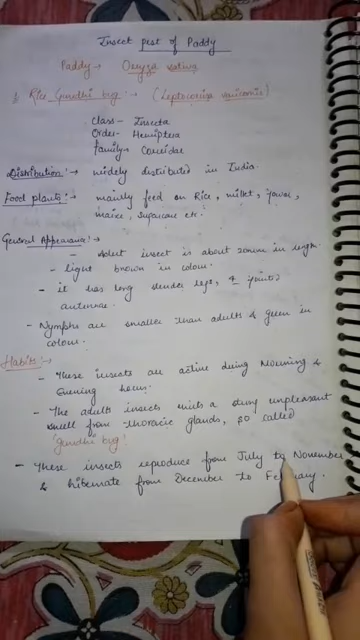 Insect pest of Paddy
Paddy → Oryza sativa
Rice Gundhi bug :→ (Leptocorisa varicornis)
Class- Insecta
Order- Hemiptera
Family- Coreidae
Distribution :→ widely distributed in India.
Food plants :→ mainly feed on Rice, millet, Jowar,
maize, sugarcane etc.
General Appearance :→
- Adult insect is about 20mm in length
- light brown in colour.
- it has long slender legs, 4 jointed
antennae.
- Nymphs are smaller than adults & green in
colour.
Habits :→
- These insects are active during Morning &
Evening hours.
- The adults insects emits a strong unpleasant
smell from thoracic glands, so called
'gundhi bug'
- These insects reproduce from July to November
& hibernate from December to February.